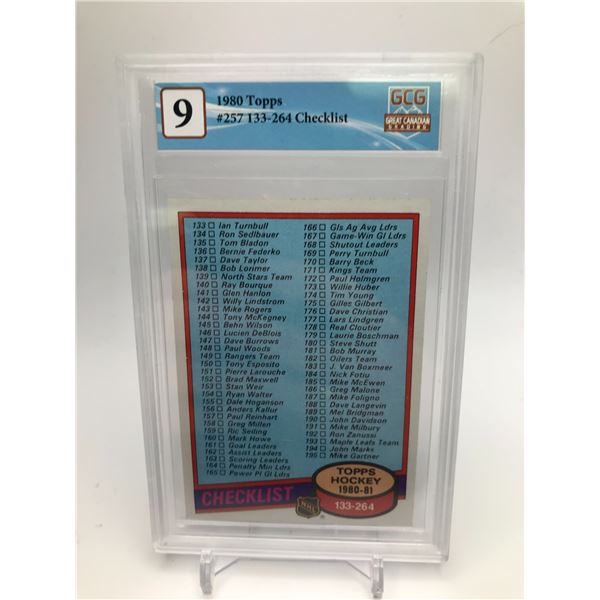 9
1980 Topps
#257 133-264 Checklist
GCG
GREAT CANADIAN
GRADING
133 Ian Turnbull
134 Ron Sedlbauer
135 Tom Bladon
136 Bernie Federko
137 Dave Taylor
138 Bob Lorimer
139 North Stars Team
140 Ray Bourque
141 Glen Hanlon
142 Willy Lindstrom
143 Mike Rogers
144 Tony McKegney
145 Behn Wilson
146 Lucien DeBlois
147 Dave Burrows
148 Paul Woods
149 Rangers Team
150 Tony Esposito
151 Pierre Larouche
152 Brad Maxwell
153 Stan Weir
154 Ryan Walter
155 Dale Hoganson
156 Anders Kallur
157 Paul Reinhart
158 Greg Millen
159 Ric Seiling
160 Mark Howe
161 Goal Leaders
162 Assist Leaders
163 Scoring Leaders
164 Penalty Min Ldrs
165 Power Pl Gl Ldrs
166 Gls Ag Avg Ldrs
167 Game-Win Gl Ldrs
168 Shutout Leaders
169 Perry Turnbull
170 Barry Beck
171 Kings Team
172 Paul Holmgren
173 Willie Huber
174 Tim Young
175 Gilles Gilbert
176 Dave Christian
177 Lars Lindgren
178 Real Cloutier
179 Laurie Boschman
180 Steve Shutt
181 Bob Murray
182 Oilers Team
183 J. Van Boxmeer
184 Nick Fotiu
185 Mike McEwen
186 Greg Malone
187 Mike Foligno
188 Dave Langevin
189 Mel Bridgman
190 John Davidson
191 Mike Milbury
192 Ron Zanussi
193 Maple Leafs Team
194 John Marks
195 Mike Gartner
CHECKLIST
NHL
TOPPS
HOCKEY
1980-81
133-264